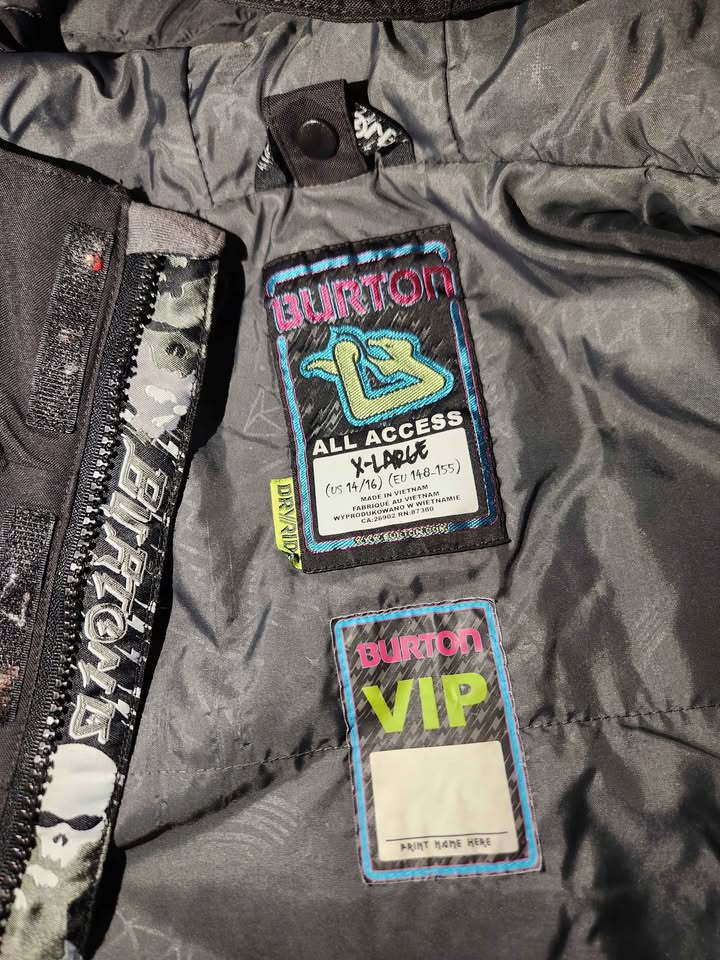 BURTON
ALL ACCESS
X-LARGE
(US 14/16) (EU 148-155)
MADE IN VIETNAM
FABRIQUÉ AU VIETNAM
WYPRODUKOWANO W WIETNAMIE
CA:26902 RN:87380
DRY/RIDE
BURTON
BURTON
VIP
PRINT NAME HERE